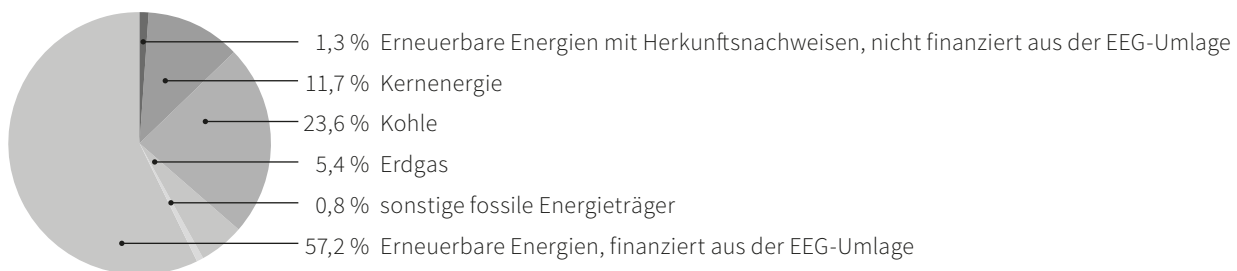 1,3 % Erneuerbare Energien mit Herkunftsnachweisen, nicht finanziert aus der EEG-Umlage
11,7 % Kernenergie
23,6 % Kohle
5,4 % Erdgas
0,8 % sonstige fossile Energieträger
57,2 % Erneuerbare Energien, finanziert aus der EEG-Umlage